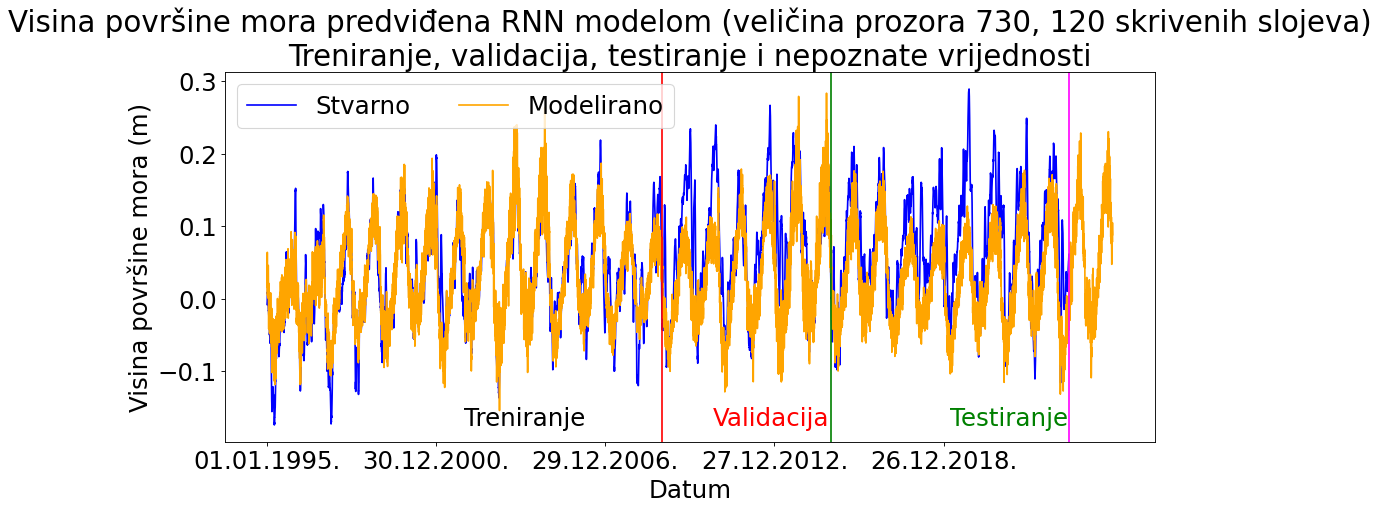 Visina površine mora predviđena RNN modelom (veličina prozora 730, 120 skrivenih slojeva)
Treniranje, validacija, testiranje i nepoznate vrijednosti
Stvarno Modelirano
Visina površine mora (m)
0.3
0.2
0.1
0.0
−0.1
Treniranje Validacija Testiranje
01.01.1995. 30.12.2000. 29.12.2006. 27.12.2012. 26.12.2018.
Datum